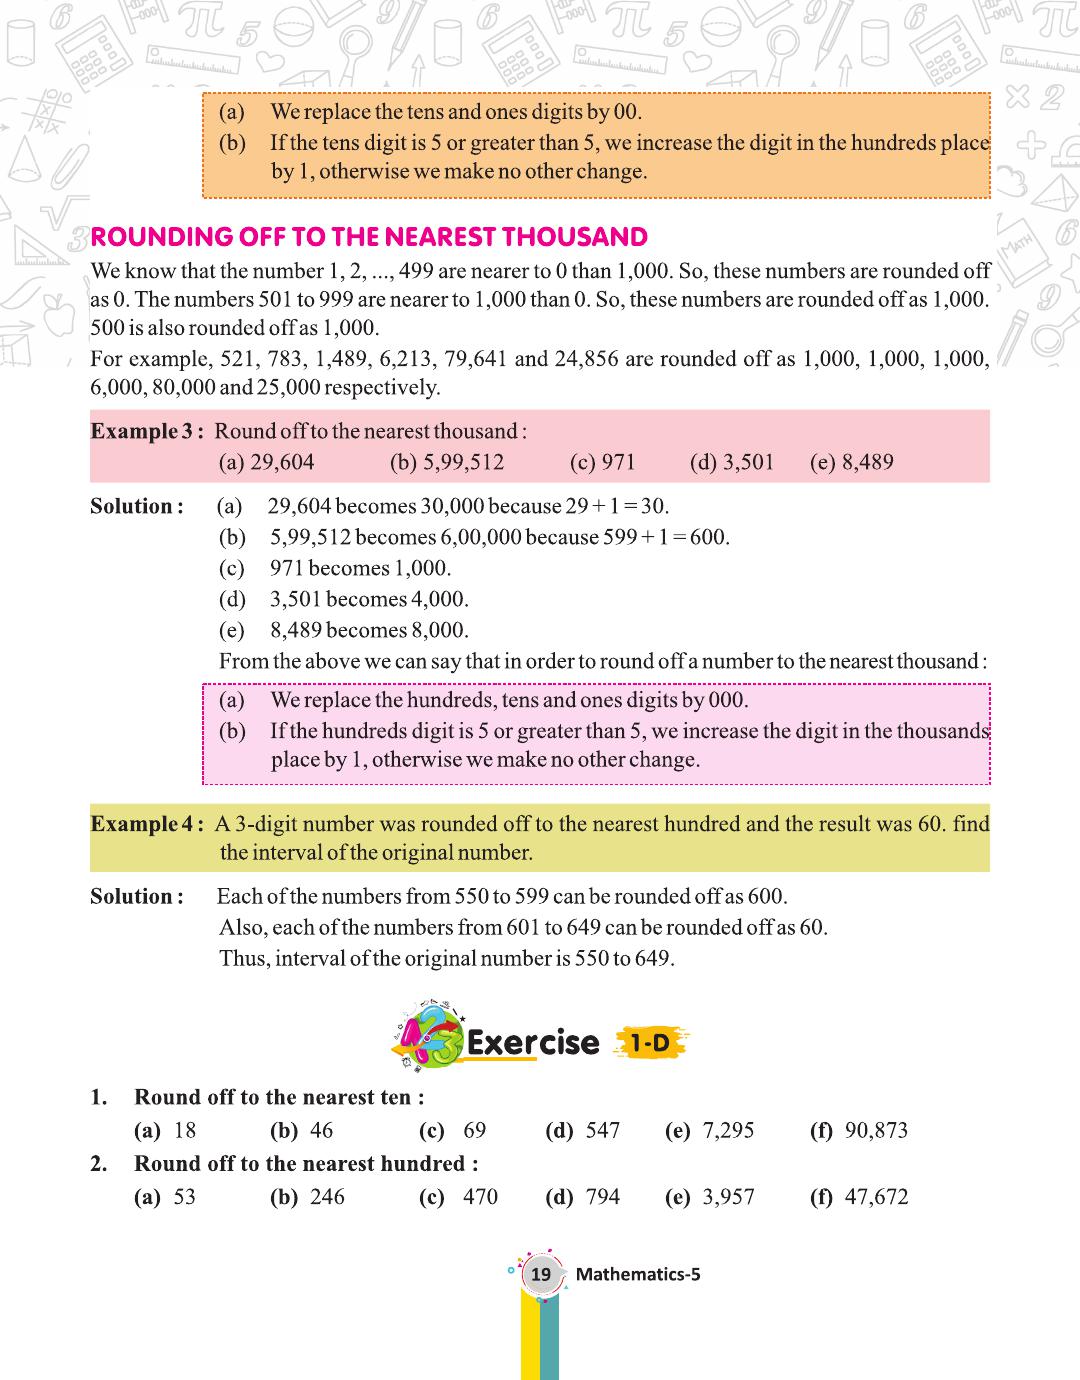 (a) We replace the tens and ones digits by 00.
(b) If the tens digit is 5 or greater than 5, we increase the digit in the hundreds place
by 1, otherwise we make no other change.
ROUNDING OFF TO THE NEAREST THOUSAND
We know that the number 1, 2, ..., 499 are nearer to 0 than 1,000. So, these numbers are rounded off
as 0. The numbers 501 to 999 are nearer to 1,000 than 0. So, these numbers are rounded off as 1,000.
500 is also rounded off as 1,000.
For example, 521, 783, 1,489, 6,213, 79,641 and 24,856 are rounded off as 1,000, 1,000, 1,000,
6,000, 80,000 and 25,000 respectively.
Example 3 : Round off to the nearest thousand :
(a) 29,604 (b) 5,99,512 (c) 971 (d) 3,501 (e) 8,489
Solution : (a) 29,604 becomes 30,000 because 29 + 1 = 30.
(b) 5,99,512 becomes 6,00,000 because 599 + 1 = 600.
(c) 971 becomes 1,000.
(d) 3,501 becomes 4,000.
(e) 8,489 becomes 8,000.
From the above we can say that in order to round off a number to the nearest thousand :
(a) We replace the hundreds, tens and ones digits by 000.
(b) If the hundreds digit is 5 or greater than 5, we increase the digit in the thousands
place by 1, otherwise we make no other change.
Example 4 : A 3-digit number was rounded off to the nearest hundred and the result was 60. find
the interval of the original number.
Solution : Each of the numbers from 550 to 599 can be rounded off as 600.
Also, each of the numbers from 601 to 649 can be rounded off as 60.
Thus, interval of the original number is 550 to 649.
Exercise 1-D
1. Round off to the nearest ten :
(a) 18 (b) 46 (c) 69 (d) 547 (e) 7,295 (f) 90,873
2. Round off to the nearest hundred :
(a) 53 (b) 246 (c) 470 (d) 794 (e) 3,957 (f) 47,672
19 Mathematics-5